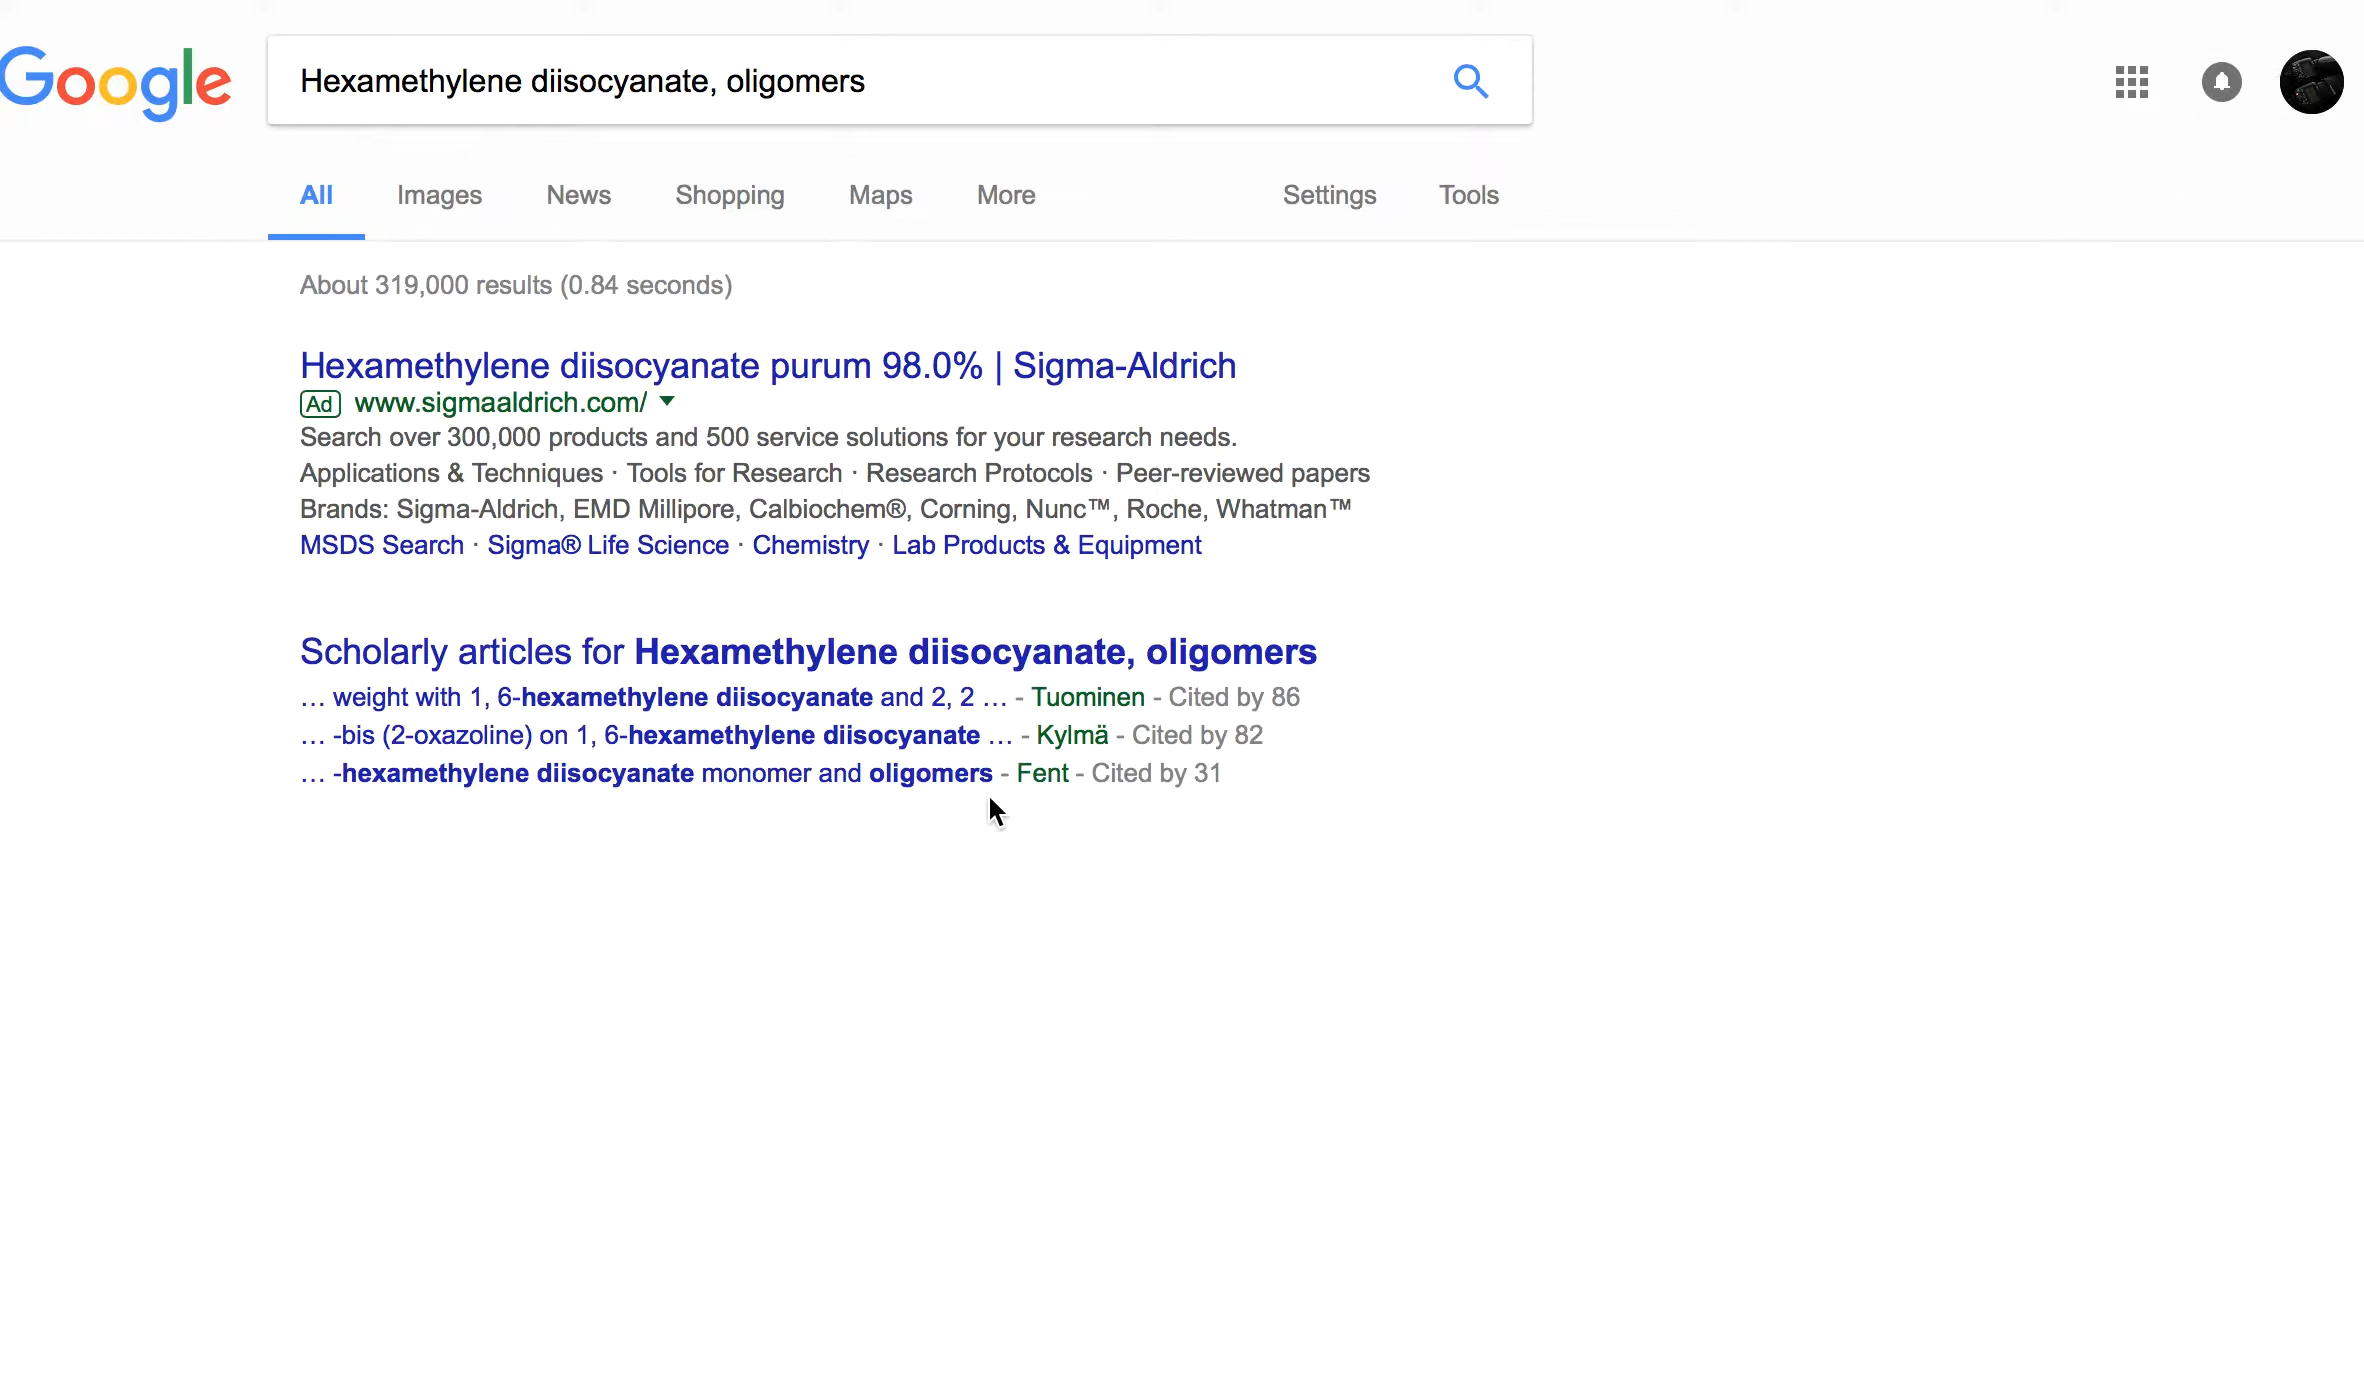 Google
Hexamethylene diisocyanate, oligomers
All Images News Shopping Maps More Settings Tools
About 319,000 results (0.84 seconds)
Hexamethylene diisocyanate purum 98.0% | Sigma-Aldrich
Ad www.sigmaaldrich.com/
Search over 300,000 products and 500 service solutions for your research needs.
Applications & Techniques · Tools for Research · Research Protocols · Peer-reviewed papers
Brands: Sigma-Aldrich, EMD Millipore, Calbiochem®, Corning, Nunc™, Roche, Whatman™
MSDS Search · Sigma® Life Science · Chemistry · Lab Products & Equipment
Scholarly articles for Hexamethylene diisocyanate, oligomers
… weight with 1, 6-hexamethylene diisocyanate and 2, 2 … - Tuominen - Cited by 86
… -bis (2-oxazoline) on 1, 6-hexamethylene diisocyanate … - Kylmä - Cited by 82
… -hexamethylene diisocyanate monomer and oligomers - Fent - Cited by 31